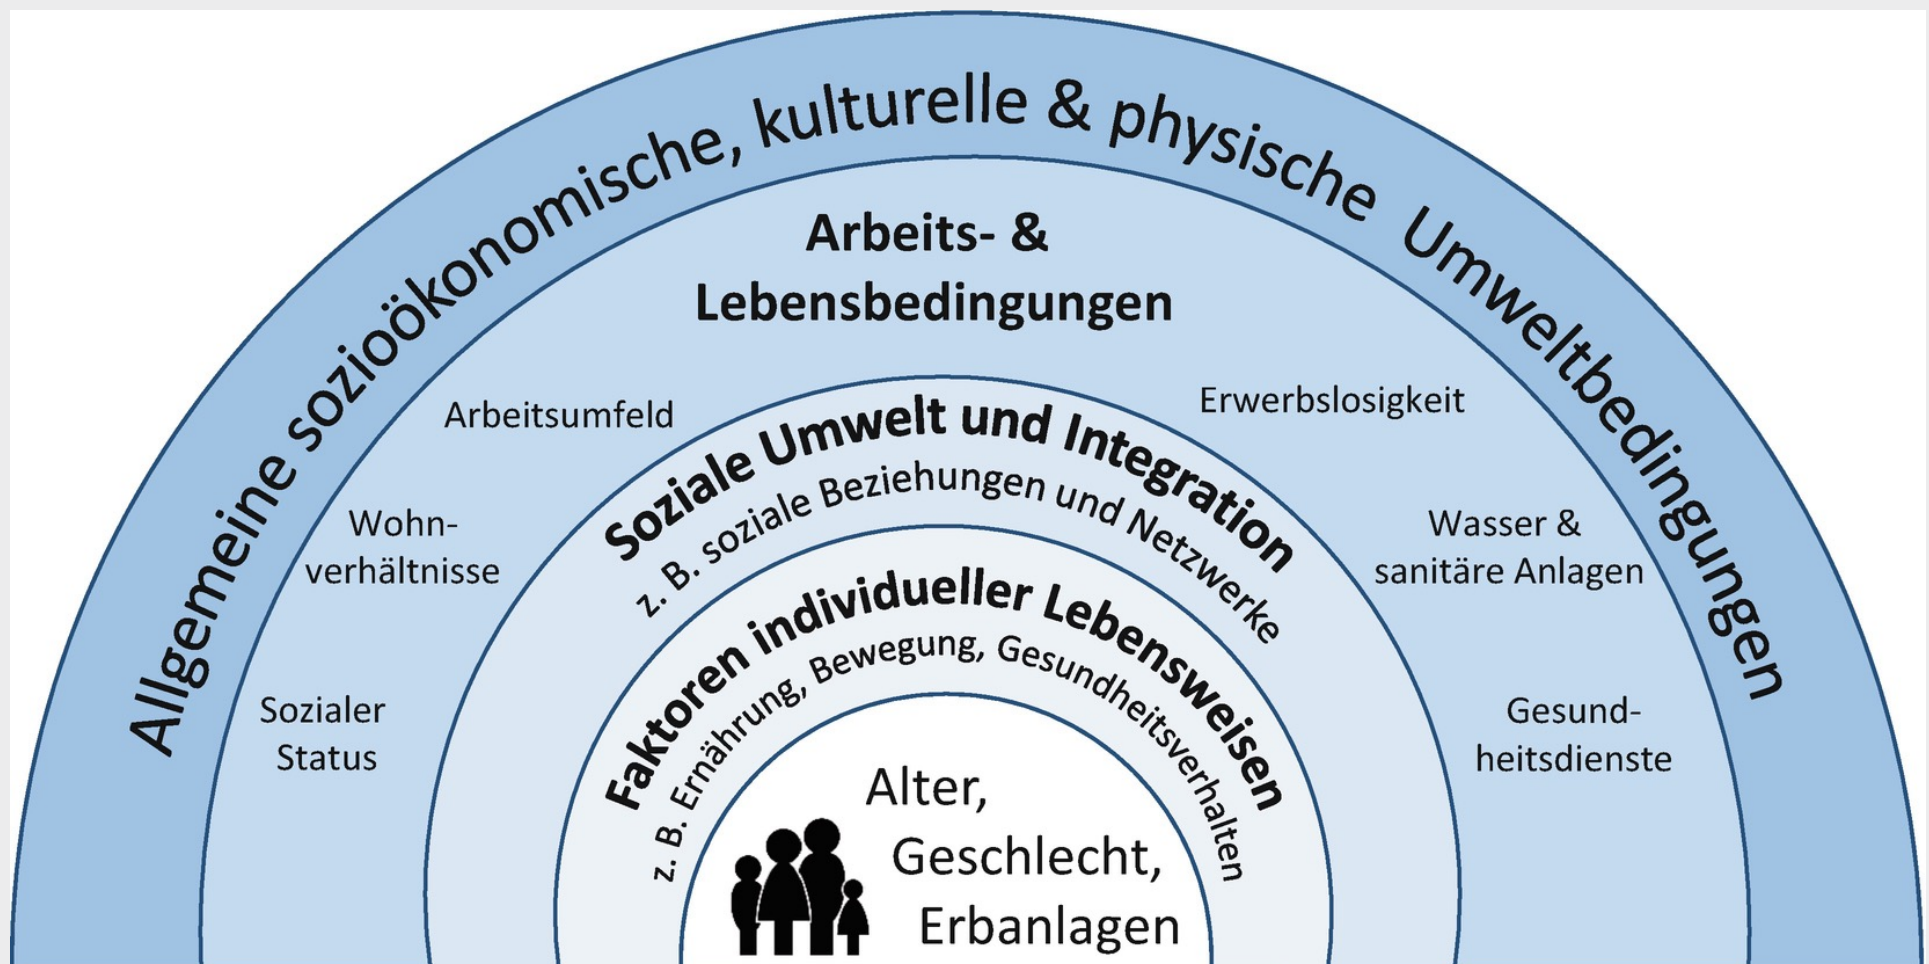 Allgemeine sozioökonomische, kulturelle & physische Umweltbedingungen
Arbeits- &
Lebensbedingungen
Arbeitsumfeld
Erwerbslosigkeit
Wohn-
verhältnisse
Wasser &
sanitäre Anlagen
Sozialer
Status
Gesund-
heitsdienste
Soziale Umwelt und Integration
z. B. soziale Beziehungen und Netzwerke
Faktoren individueller Lebensweisen
z. B. Ernährung, Bewegung, Gesundheitsverhalten
Alter,
Geschlecht,
Erbanlagen